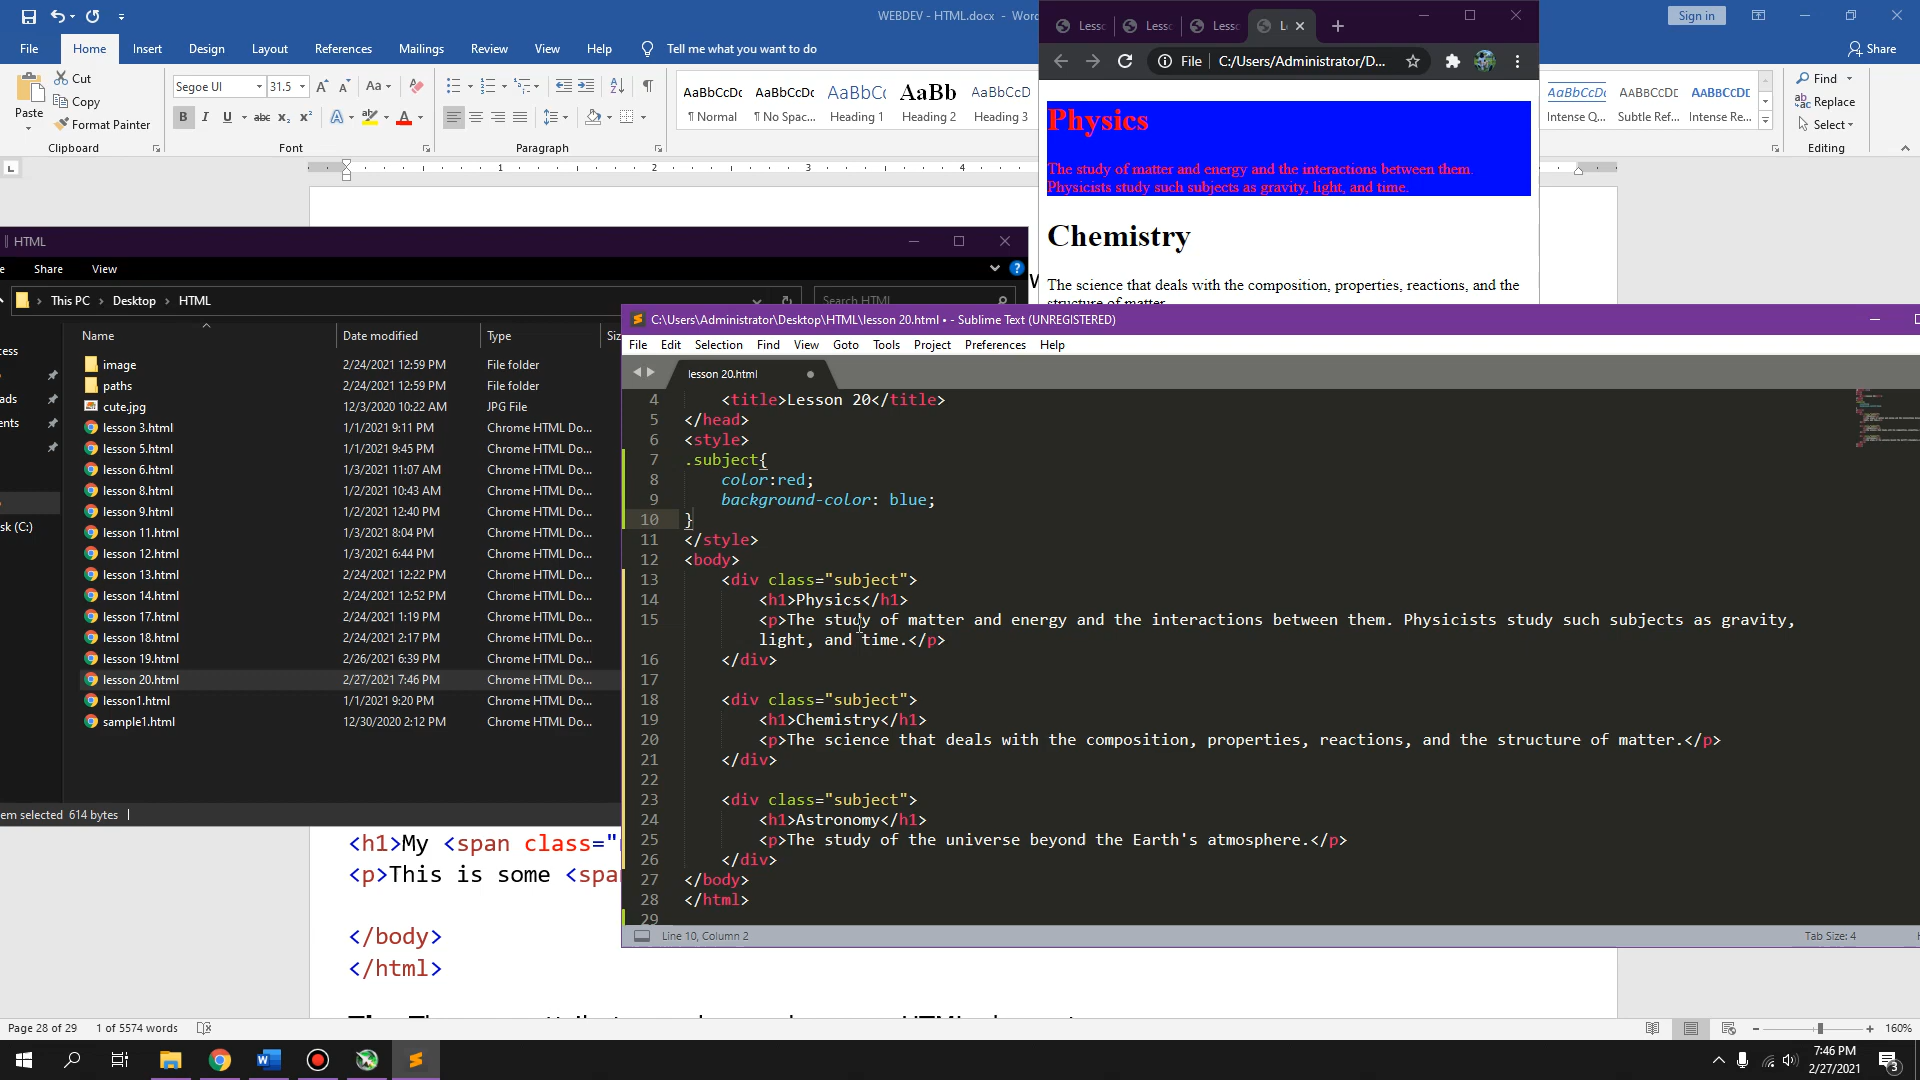 WEBDEV - HTML.docx - Word
Sign in
File
Home
Insert
Design
Layout
References
Mailings
Review
View
Help
Tell me what you want to do
Share
Paste
Cut
Copy
Format Painter
Clipboard
Segoe UI
31.5
Font
Paragraph
AaBbCcDc AaBbCcDc AaBbCc AaBb AaBbCcD
¶ Normal
¶ No Spac...
Heading 1
Heading 2
Heading 3
AaBbCcDc AaBbCcDc AaBbCcDc
Intense Q...
Subtle Ref...
Intense Re...
Find
Replace
Select
Editing
1 2 3 4
Lesso
Lesso
Lesso
L
File
C:/Users/Administrator/D...
Physics
The study of matter and energy and the interactions between them.
Physicists study such subjects as gravity, light, and time.
Chemistry
The science that deals with the composition, properties, reactions, and the
structure of matter.
HTML
Share
View
This PC > Desktop > HTML
Search HTML
Name Date modified Type
image 2/24/2021 12:59 PM File folder
paths 2/24/2021 12:59 PM File folder
cute.jpg 12/3/2020 10:22 AM JPG File
lesson 3.html 1/1/2021 9:11 PM Chrome HTML Do...
lesson 5.html 1/1/2021 9:45 PM Chrome HTML Do...
lesson 6.html 1/3/2021 11:07 AM Chrome HTML Do...
lesson 8.html 1/2/2021 10:43 AM Chrome HTML Do...
lesson 9.html 1/2/2021 12:40 PM Chrome HTML Do...
lesson 11.html 1/3/2021 8:04 PM Chrome HTML Do...
lesson 12.html 1/3/2021 6:44 PM Chrome HTML Do...
lesson 13.html 2/24/2021 12:22 PM Chrome HTML Do...
lesson 14.html 2/24/2021 12:52 PM Chrome HTML Do...
lesson 17.html 2/24/2021 1:19 PM Chrome HTML Do...
lesson 18.html 2/24/2021 2:17 PM Chrome HTML Do...
lesson 19.html 2/26/2021 6:39 PM Chrome HTML Do...
lesson 20.html 2/27/2021 7:46 PM Chrome HTML Do...
lesson1.html 1/1/2021 9:20 PM Chrome HTML Do...
sample1.html 12/30/2020 2:12 PM Chrome HTML Do...
cess
ads
ents
sk (C:)
em selected 614 bytes
C:\Users\Administrator\Desktop\HTML\lesson 20.html • - Sublime Text (UNREGISTERED)
File Edit Selection Find View Goto Tools Project Preferences Help
lesson 20.html
4 <title>Lesson 20</title>
5 </head>
6 <style>
7 .subject{
8 color:red;
9 background-color: blue;
10 }
11 </style>
12 <body>
13 <div class="subject">
14 <h1>Physics</h1>
15 <p>The study of matter and energy and the interactions between them. Physicists study such subjects as gravity,
light, and time.</p>
16 </div>
17
18 <div class="subject">
19 <h1>Chemistry</h1>
20 <p>The science that deals with the composition, properties, reactions, and the structure of matter.</p>
21 </div>
22
23 <div class="subject">
24 <h1>Astronomy</h1>
25 <p>The study of the universe beyond the Earth's atmosphere.</p>
26 </div>
27 </body>
28 </html>
29
Line 10, Column 2
Tab Size: 4
<h1>My <span class="
<p>This is some <spa
</body>
</html>
Page 28 of 29
1 of 5574 words
160%
7:46 PM
2/27/2021
3